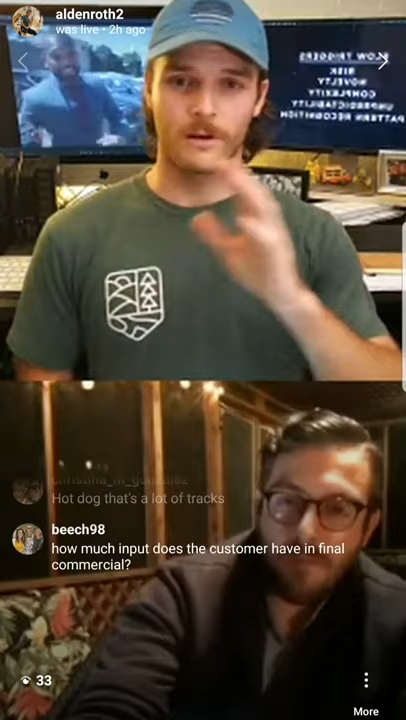 aldenroth2
was live • 2h ago
FLOW TRIGGERS
RISK
NOVELTY
COMPLEXITY
UNPREDICTABILITY
PATTERN RECOGNITION
christina_m_gonzalez
Hot dog that's a lot of tracks
beech98
how much input does the customer have in final
commercial?
33
More